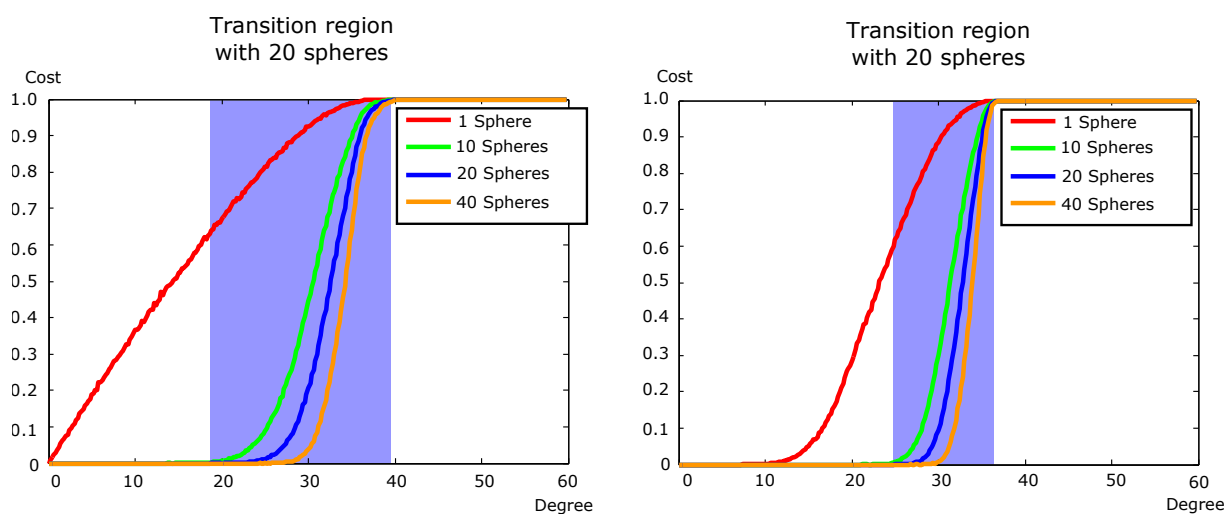 Transition region
with 20 spheres
Cost
1.0
0.9
0.8
0.7
0.6
0.5
0.4
0.3
0.2
0.1
0
0
10
20
30
40
50
60
Degree
1 Sphere
10 Spheres
20 Spheres
40 Spheres
Transition region
with 20 spheres
Cost
1.0
0.9
0.8
0.7
0.6
0.5
0.4
0.3
0.2
0.1
0
0
10
20
30
40
50
60
Degree
1 Sphere
10 Spheres
20 Spheres
40 Spheres